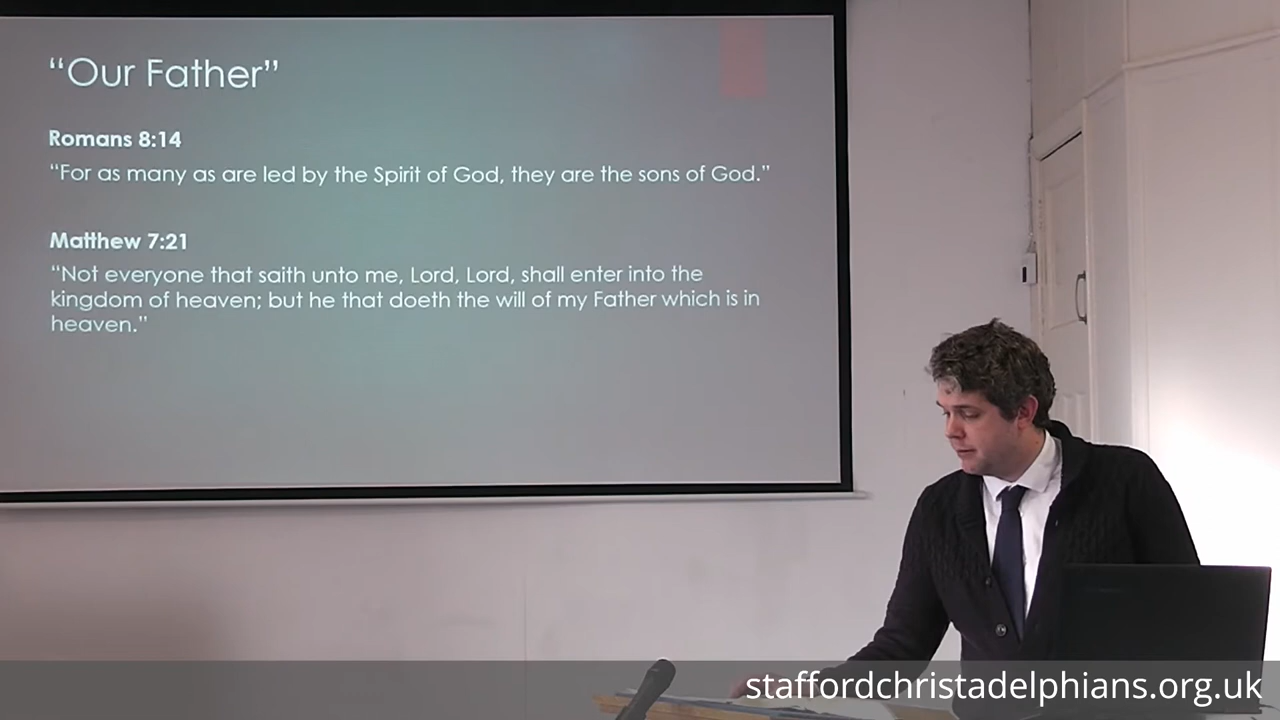 “Our Father”
Romans 8:14
“For as many as are led by the Spirit of God, they are the sons of God.”
Matthew 7:21
“Not everyone that saith unto me, Lord, Lord, shall enter into the
kingdom of heaven; but he that doeth the will of my Father which is in
heaven.”
staffordchristadelphians.org.uk